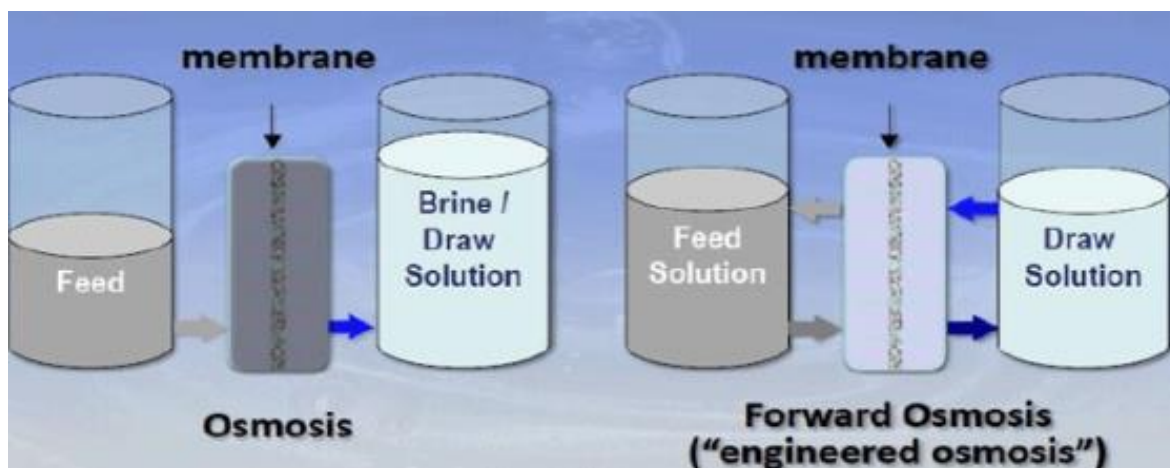 membrane
Feed
Brine /
Draw
Solution
Osmosis
membrane
Feed
Solution
Draw
Solution
Forward Osmosis
(“engineered osmosis”)